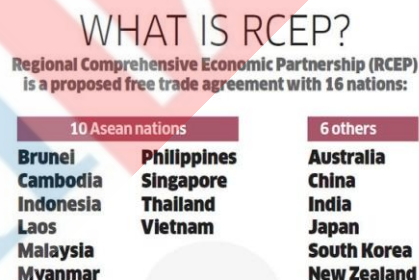 WHAT IS RCEP?
Regional Comprehensive Economic Partnership (RCEP)
is a proposed free trade agreement with 16 nations:
10 Asean nations
Brunei
Cambodia
Indonesia
Laos
Malaysia
Myanmar
Philippines
Singapore
Thailand
Vietnam
6 others
Australia
China
India
Japan
South Korea
New Zealand